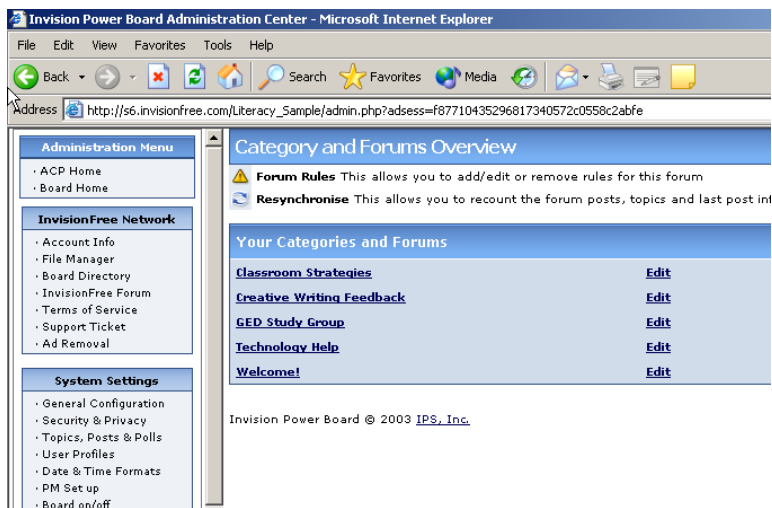 Invision Power Board Administration Center - Microsoft Internet Explorer
File Edit View Favorites Tools Help
Back Search Favorites Media
Address http://s6.invisionfree.com/Literacy_Sample/admin.php?adsess=f87710435296817340572c0558c2abfe
Administration Menu
· ACP Home
· Board Home
InvisionFree Network
· Account Info
· File Manager
· Board Directory
· InvisionFree Forum
· Terms of Service
· Support Ticket
· Ad Removal
System Settings
· General Configuration
· Security & Privacy
· Topics, Posts & Polls
· User Profiles
· Date & Time Formats
· PM Set up
· Board on/off
Category and Forums Overview
Forum Rules This allows you to add/edit or remove rules for this forum
Resynchronise This allows you to recount the forum posts, topics and last post inf
Your Categories and Forums
Classroom Strategies Edit
Creative Writing Feedback Edit
GED Study Group Edit
Technology Help Edit
Welcome! Edit
Invision Power Board © 2003 IPS, Inc.